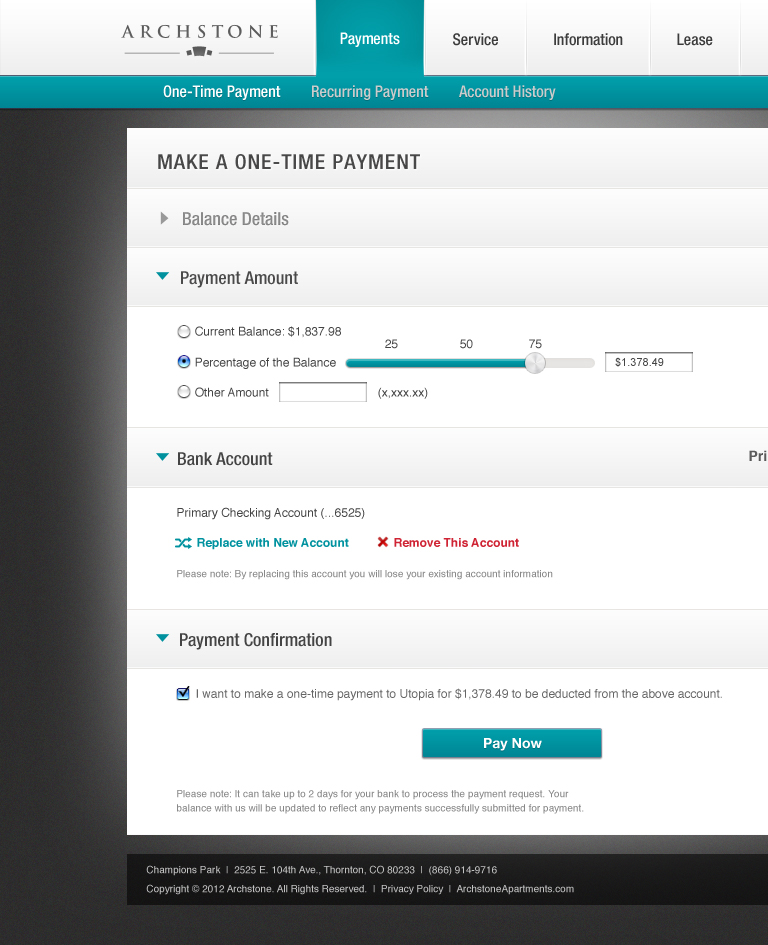 ARCHSTONE
Payments
Service
Information
Lease
One-Time Payment
Recurring Payment
Account History
MAKE A ONE-TIME PAYMENT
Balance Details
Payment Amount
Current Balance: $1,837.98
25 50 75
Percentage of the Balance
$1.378.49
Other Amount
(x,xxx.xx)
Bank Account
Pri
Primary Checking Account (...6525)
Replace with New Account
Remove This Account
Please note: By replacing this account you will lose your existing account information
Payment Confirmation
I want to make a one-time payment to Utopia for $1,378.49 to be deducted from the above account.
Pay Now
Please note: It can take up to 2 days for your bank to process the payment request. Your
balance with us will be updated to reflect any payments successfully submitted for payment.
Champions Park | 2525 E. 104th Ave., Thornton, CO 80233 | (866) 914-9716
Copyright © 2012 Archstone. All Rights Reserved. | Privacy Policy | ArchstoneApartments.com